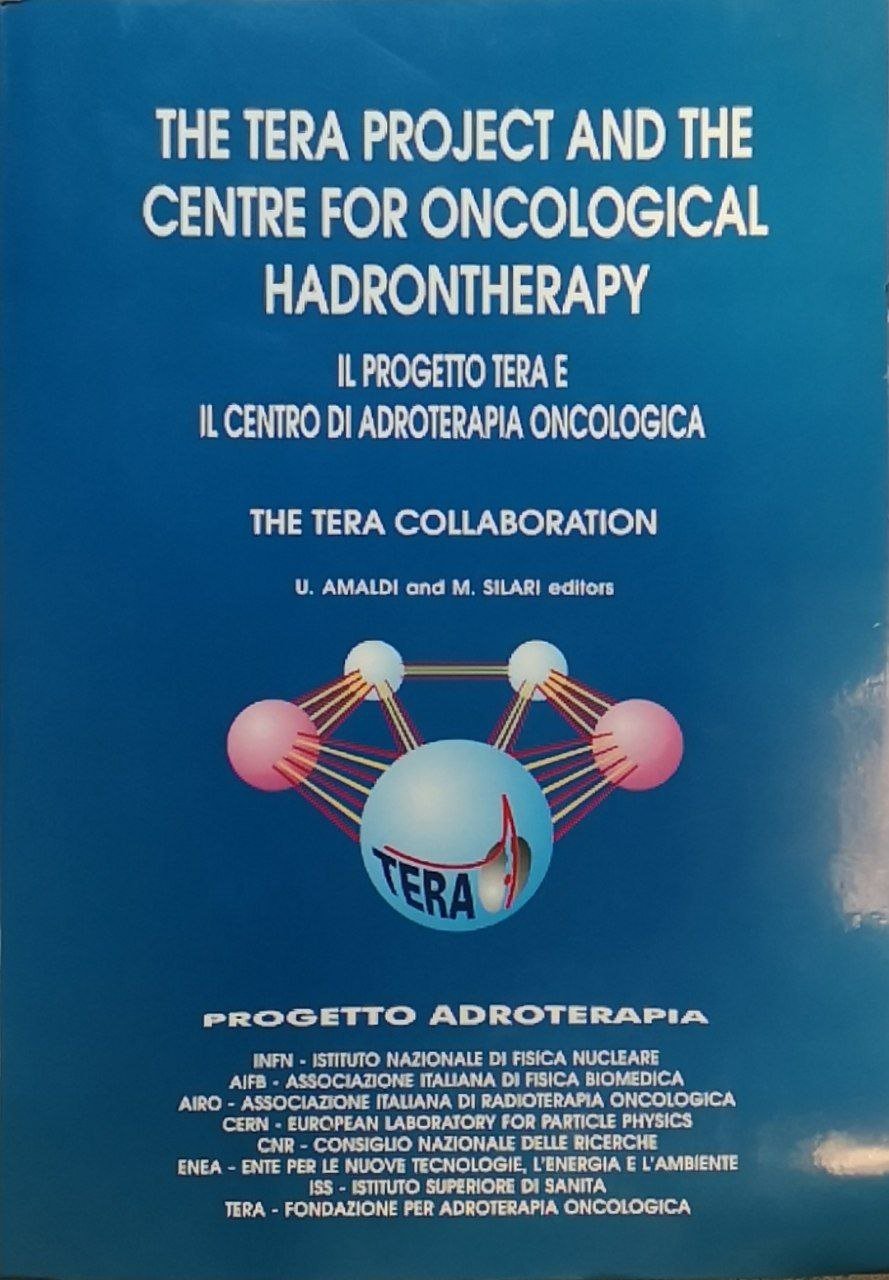 THE TERA PROJECT AND THE
CENTRE FOR ONCOLOGICAL
HADRONTHERAPY
IL PROGETTO TERA E
IL CENTRO DI ADROTERAPIA ONCOLOGICA
THE TERA COLLABORATION
U. AMALDI and M. SILARI editors
TERA
PROGETTO ADROTERAPIA
INFN - ISTITUTO NAZIONALE DI FISICA NUCLEARE
AIFB - ASSOCIAZIONE ITALIANA DI FISICA BIOMEDICA
AIRO - ASSOCIAZIONE ITALIANA DI RADIOTERAPIA ONCOLOGICA
CERN - EUROPEAN LABORATORY FOR PARTICLE PHYSICS
CNR - CONSIGLIO NAZIONALE DELLE RICERCHE
ENEA - ENTE PER LE NUOVE TECNOLOGIE, L'ENERGIA E L'AMBIENTE
ISS - ISTITUTO SUPERIORE DI SANITA
TERA - FONDAZIONE PER ADROTERAPIA ONCOLOGICA